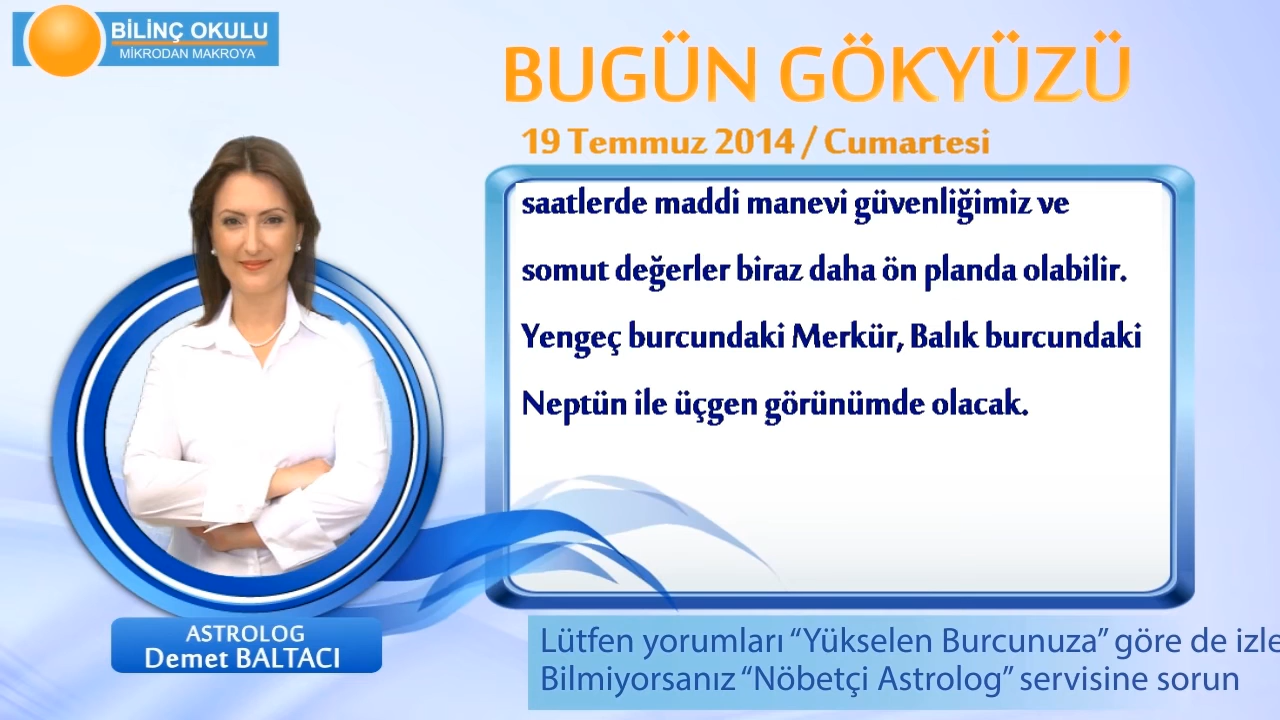 BİLİNÇ OKULU
MİKRODAN MAKROYA
BUGÜN GÖKYÜZÜ
19 Temmuz 2014 / Cumartesi
saatlerde maddi manevi güvenliğimiz ve
somut değerler biraz daha ön planda olabilir.
Yengeç burcundaki Merkür, Balık burcundaki
Neptün ile üçgen görünümde olacak.
ASTROLOG
Demet BALTACI
Lütfen yorumları “Yükselen Burcunuza” göre de izle
Bilmiyorsanız “Nöbetçi Astrolog” servisine sorun